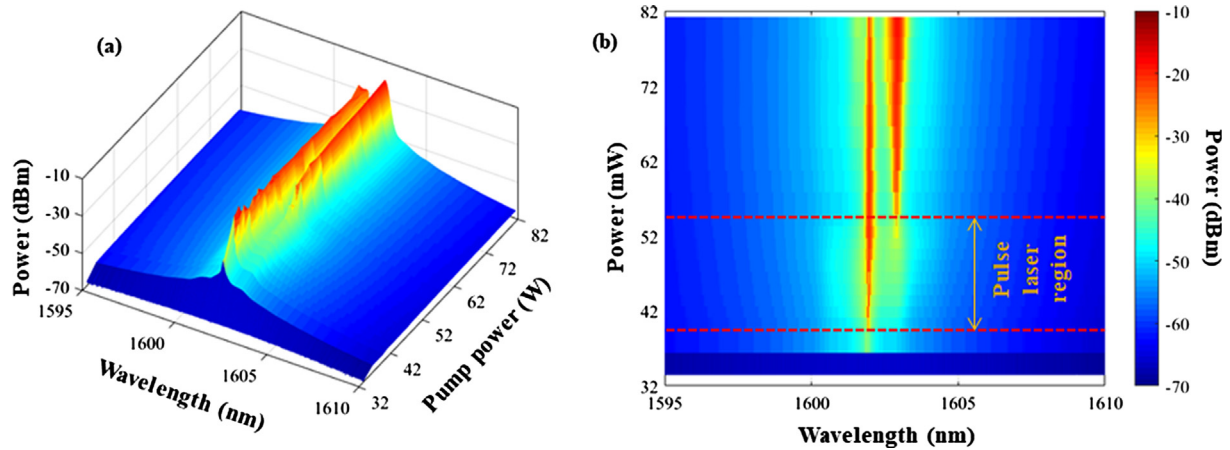 (a)
Power (dBm)
-10
-30
-50
-70
1595
1600
1605
1610
Wavelength (nm)
32
42
52
62
72
82
Pump power (W)
(b)
Power (mW)
82
72
62
52
42
32
1595
1600
1605
1610
Wavelength (nm)
Pulse
laser
region
-10
-20
-30
-40
-50
-60
-70
Power (dBm)